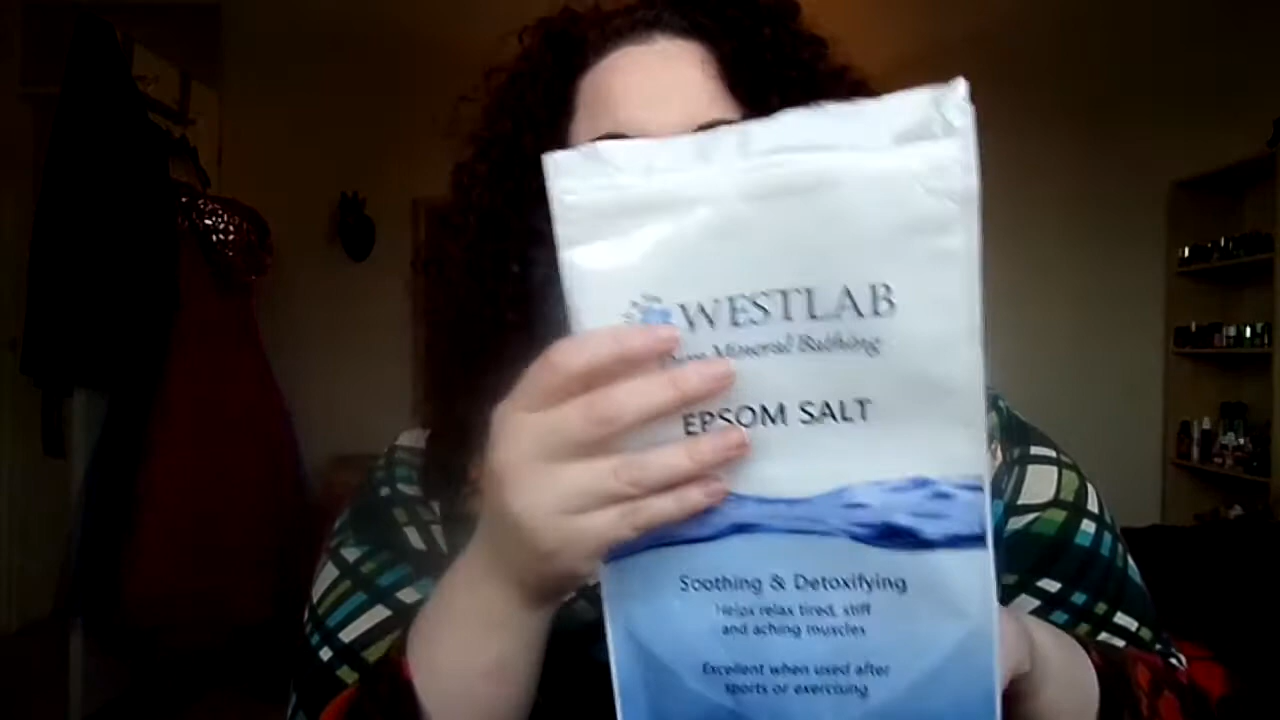 WESTLAB
Mineral Bathing
EPSOM SALT
Soothing & Detoxifying
Helps relax tired, stiff
and aching muscles
Excellent when used after
sports or exercising